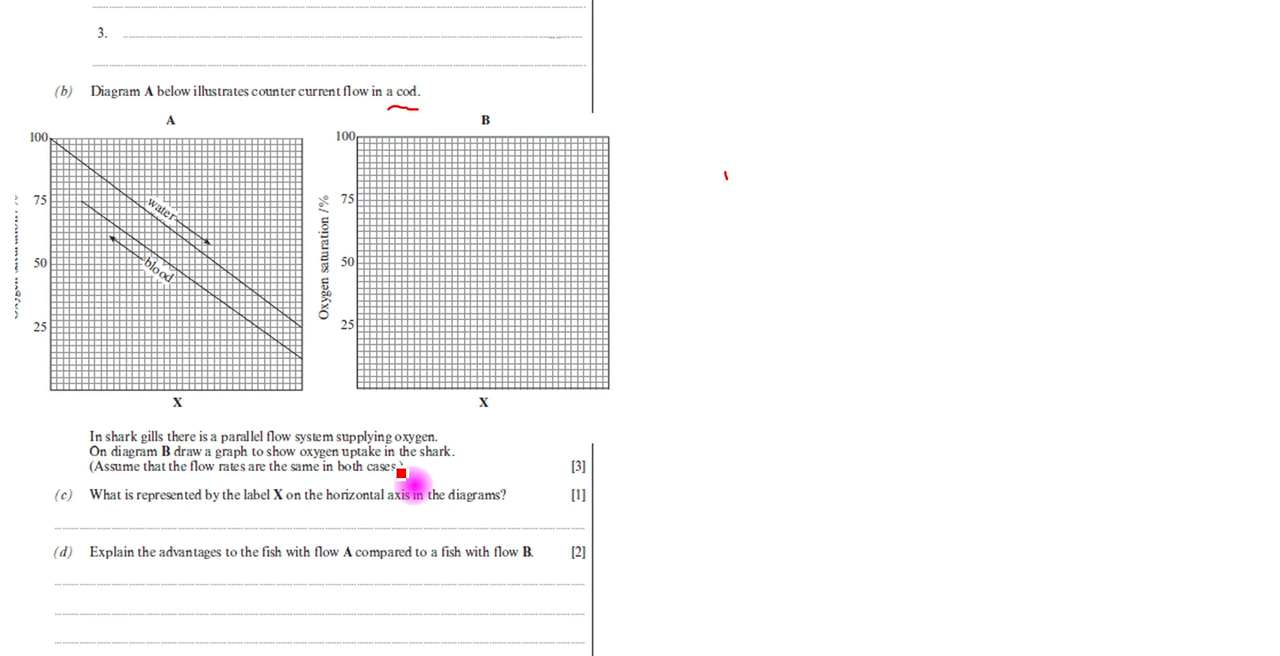 3.
(b) Diagram A below illustrates counter current flow in a cod.
A B
100 100
75 75
50 50
25 25
water
blood
Oxygen saturation /%
X X
In shark gills there is a parallel flow system supplying oxygen.
On diagram B draw a graph to show oxygen uptake in the shark.
(Assume that the flow rates are the same in both cases [3]
(c) What is represented by the label X on the horizontal axis in the diagrams? [1]
(d) Explain the advantages to the fish with flow A compared to a fish with flow B. [2]